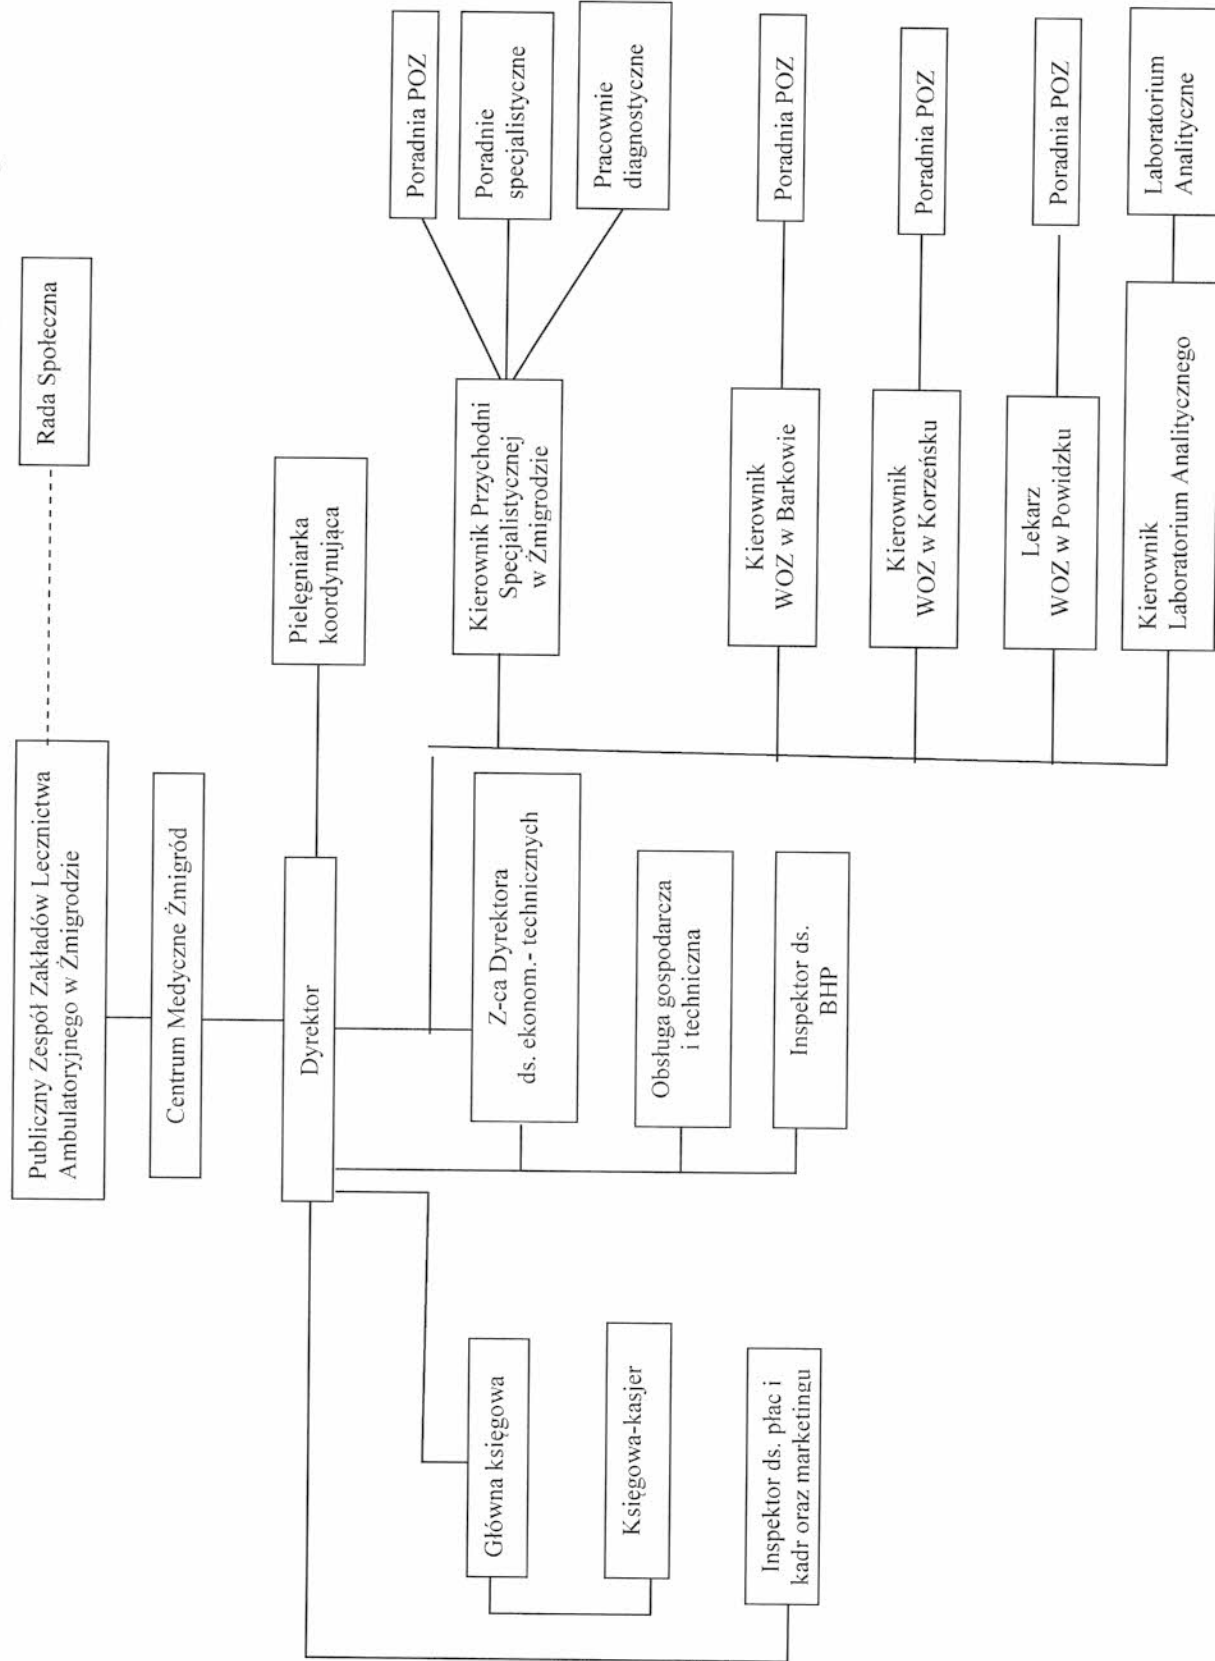 Publiczny Zespół Zakładów Lecznictwa
Ambulatoryjnego w Żmigrodzie
Rada Społeczna
Centrum Medyczne Żmigród
Dyrektor
Pielęgniarka
koordynująca
Główna księgowa
Księgowa-kasjer
Inspektor ds. płac i
kadr oraz marketingu
Z-ca Dyrektora
ds. ekonom.- technicznych
Obsługa gospodarcza
i techniczna
Inspektor ds.
BHP
Kierownik Przychodni
Specjalistycznej
w Żmigrodzie
Poradnia POZ
Poradnie
specjalistyczne
Pracownie
diagnostyczne
Kierownik
WOZ w Barkowie
Poradnia POZ
Kierownik
WOZ w Korzeńsku
Poradnia POZ
Lekarz
WOZ w Powidzku
Poradnia POZ
Kierownik
Laboratorium Analitycznego
Laboratorium
Analityczne